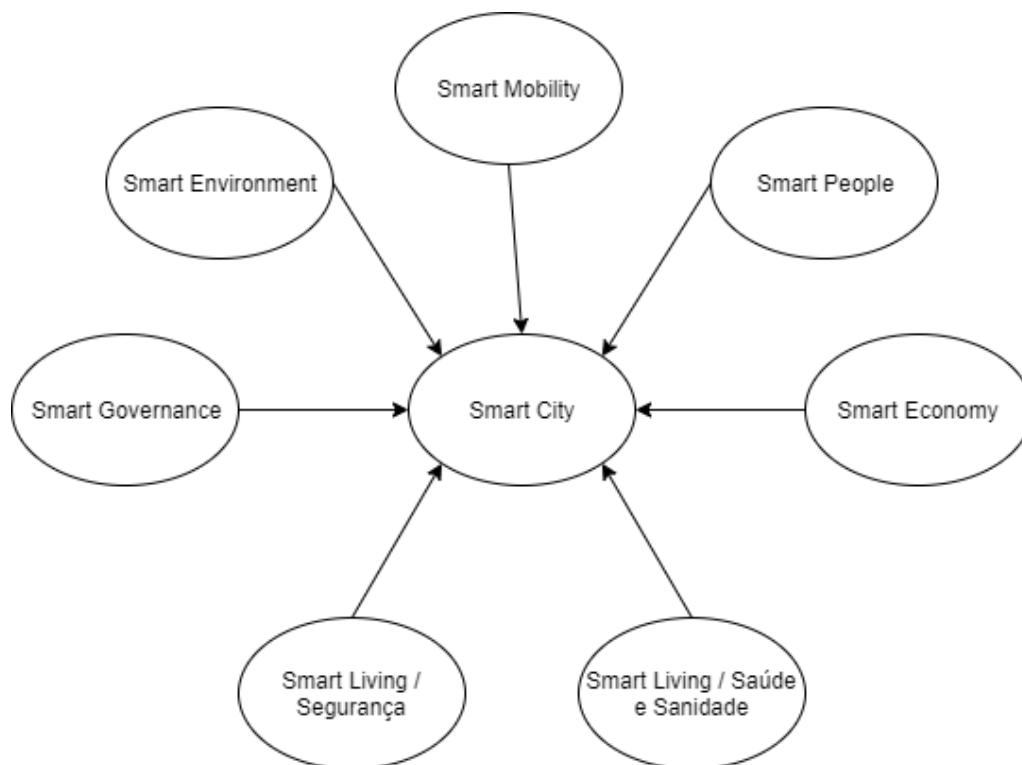 Smart Mobility
Smart Environment
Smart People
Smart Governance
Smart City
Smart Economy
Smart Living /
Segurança
Smart Living / Saúde
e Sanidade